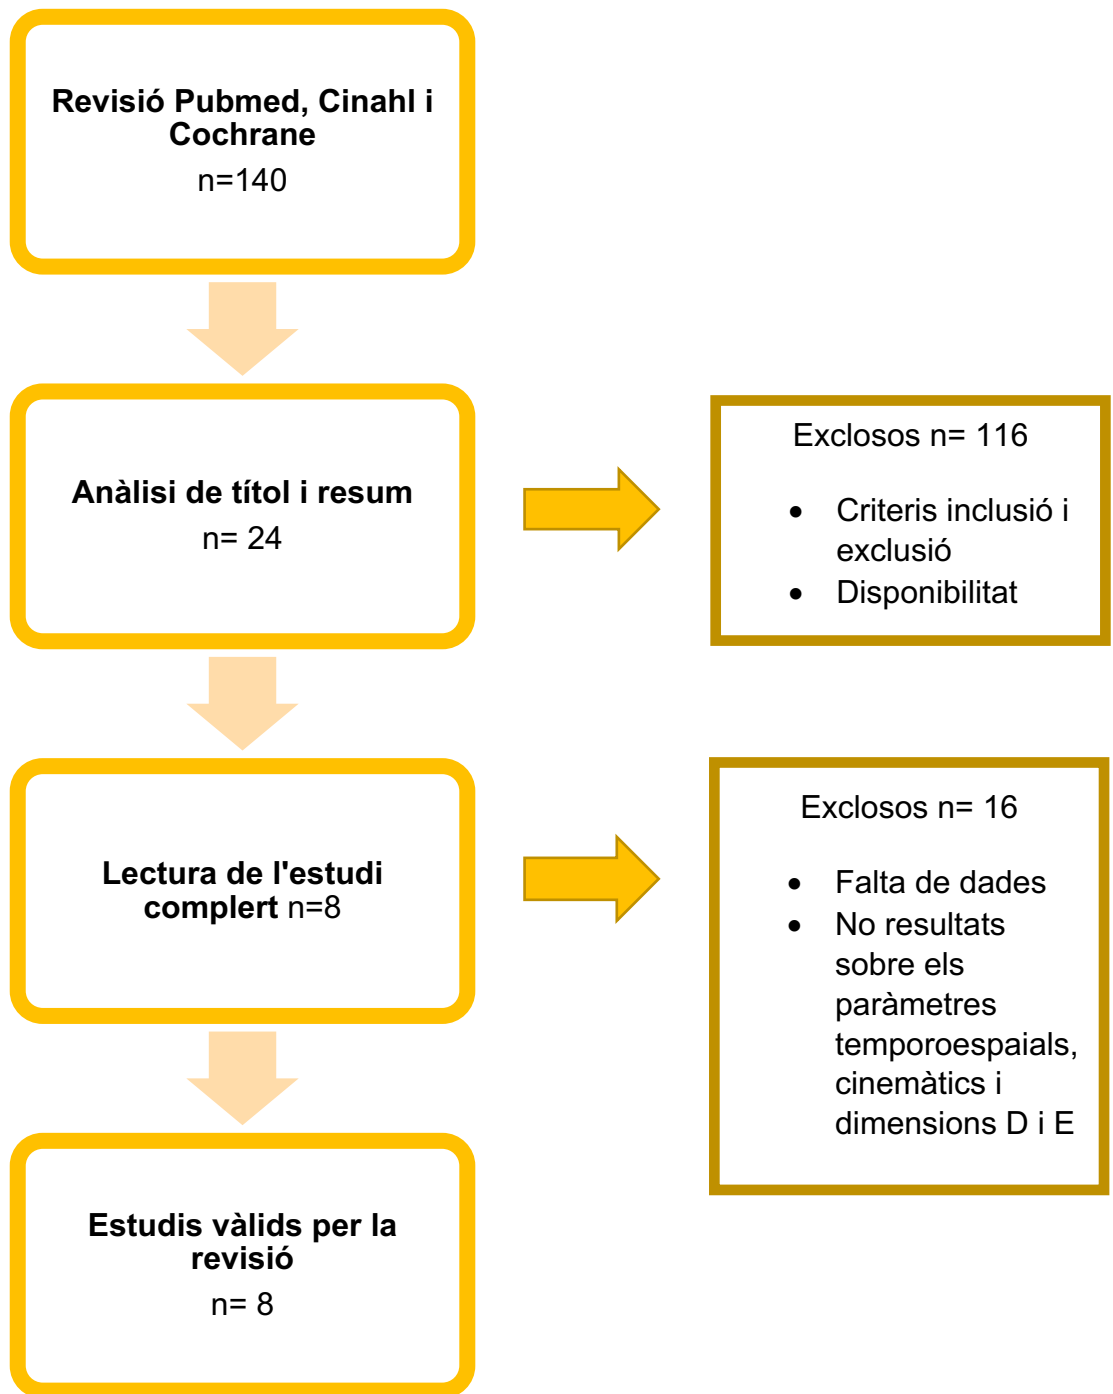 Revisió Pubmed, Cinahl i
Cochrane
n=140
Anàlisi de títol i resum
n= 24
Exclosos n= 116
• Criteris inclusió i
exclusió
• Disponibilitat
Lectura de l'estudi
complert n=8
Exclosos n= 16
• Falta de dades
• No resultats
sobre els
paràmetres
temporoespaials,
cinemàtics i
dimensions D i E
Estudis vàlids per la
revisió
n= 8